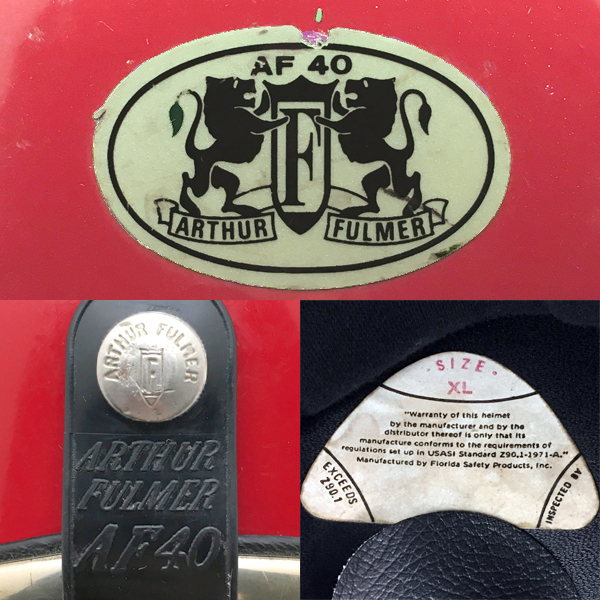 AF 40
F
ARTHUR FULMER
ARTHUR FULMER
F
ARTHUR
FULMER
AF40
SIZE
XL
"Warranty of this helmet
by the manufacturer and by the
distributor thereof is only that its
manufacture conforms to the requirements of
regulations set up in USASI Standard Z90.1-1971-A."
Manufactured by Florida Safety Products, Inc.
EXCEEDS
Z90.1
INSPECTED BY